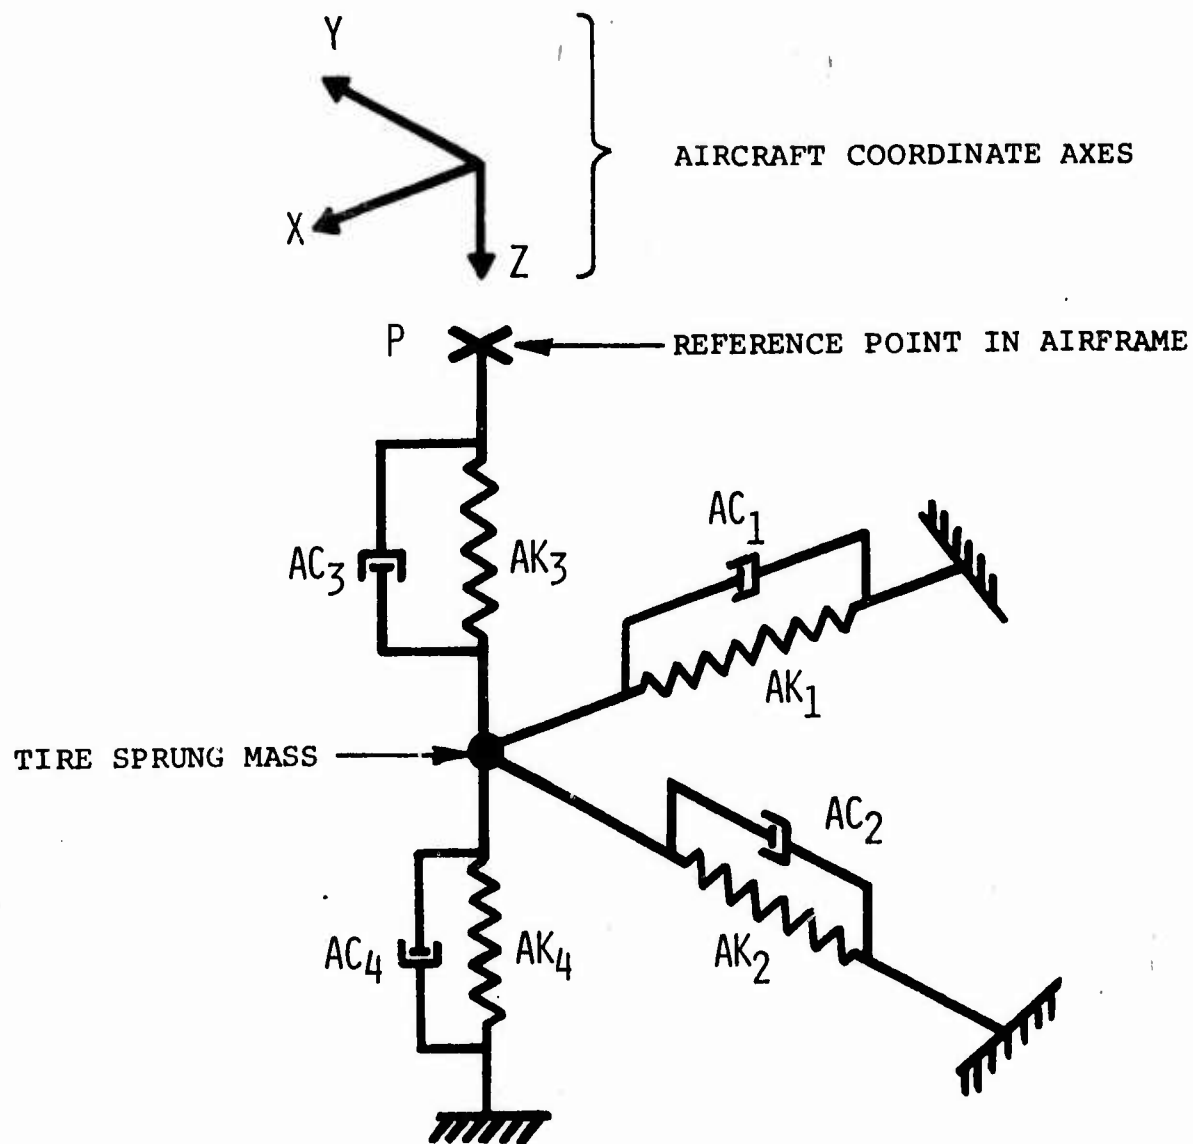 Y
AIRCRAFT COORDINATE AXES
X
Z
P
REFERENCE POINT IN AIRFRAME
AC1
AC3
AK3
AK1
TIRE SPRUNG MASS
AC2
AC4
AK4
AK2